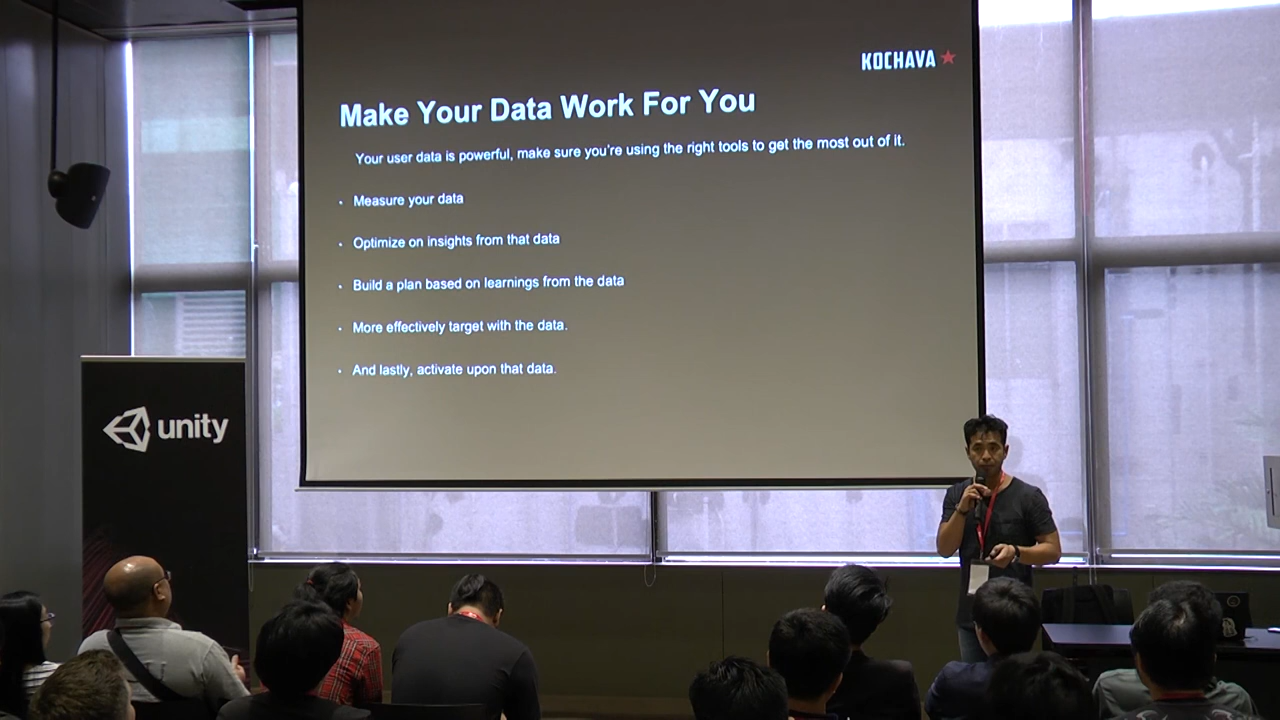 KOCHAVA
Make Your Data Work For You
Your user data is powerful, make sure you're using the right tools to get the most out of it.
• Measure your data
• Optimize on insights from that data
• Build a plan based on learnings from the data
• More effectively target with the data.
• And lastly, activate upon that data.
unity